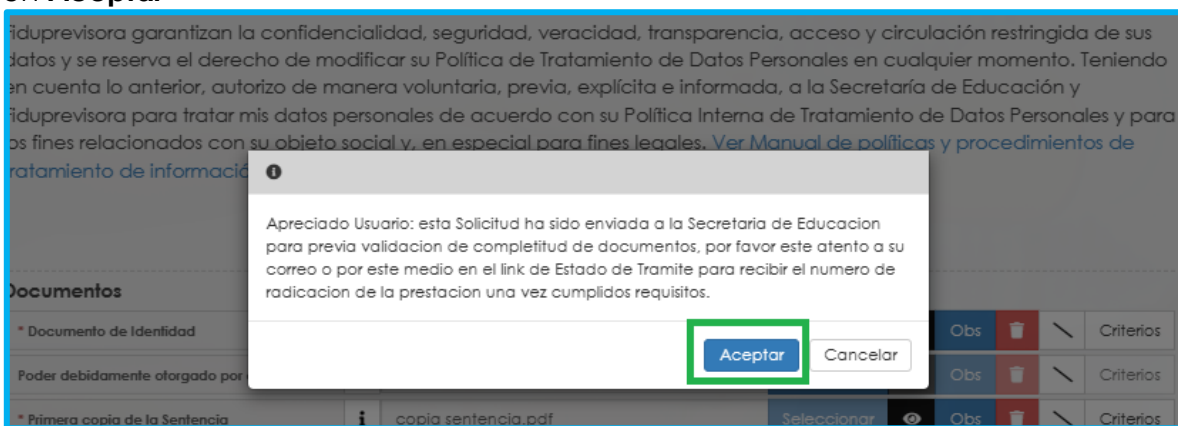 en Aceptar
Fiduprevisora garantizan la confidencialidad, seguridad, veracidad, transparencia, acceso y circulación restringida de sus
datos y se reserva el derecho de modificar su Política de Tratamiento de Datos Personales en cualquier momento. Teniendo
en cuenta lo anterior, autorizo de manera voluntaria, previa, explícita e informada, a la Secretaría de Educación y
Fiduprevisora para tratar mis datos personales de acuerdo con su Política Interna de Tratamiento de Datos Personales y para
los fines relacionados con su objeto social y, en especial para fines legales. Ver Manual de políticas y procedimientos de
tratamiento de
Apreciado Usuario: esta Solicitud ha sido enviada a la Secretaria de Educacion
para previa validacion de completitud de documentos, por favor este atento a su
correo o por este medio en el link de Estado de Tramite para recibir el numero de
radicacion de la prestacion una vez cumplidos requisitos.
Aceptar Cancelar
Documentos
* Documento de Identidad Obs Criterios
Poder debidamente otorgado por Obs Criterios
* Primera copia de la Sentencia i copia sentencia.pdf Seleccionar Obs Criterios